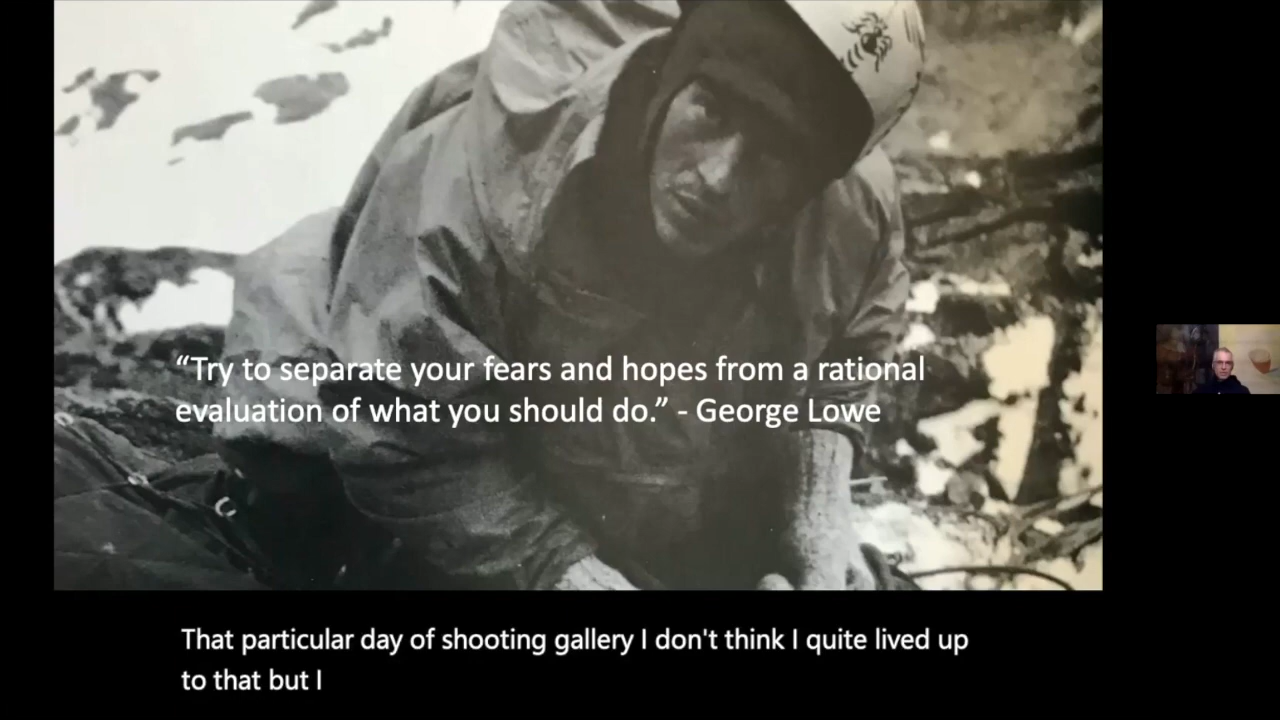 “Try to separate your fears and hopes from a rational
evaluation of what you should do.” - George Lowe
That particular day of shooting gallery I don't think I quite lived up
to that but I